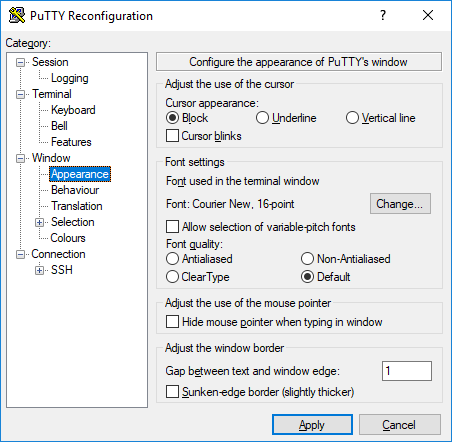 PuTTY Reconfiguration
?
Category:
Session
Logging
Terminal
Keyboard
Bell
Features
Window
Appearance
Behaviour
Translation
Selection
Colours
Connection
SSH
Configure the appearance of PuTTY's window
Adjust the use of the cursor
Cursor appearance:
Block Underline Vertical line
Cursor blinks
Font settings
Font used in the terminal window
Font: Courier New, 16-point Change...
Allow selection of variable-pitch fonts
Font quality:
Antialiased Non-Antialiased
ClearType Default
Adjust the use of the mouse pointer
Hide mouse pointer when typing in window
Adjust the window border
Gap between text and window edge: 1
Sunken-edge border (slightly thicker)
Apply Cancel